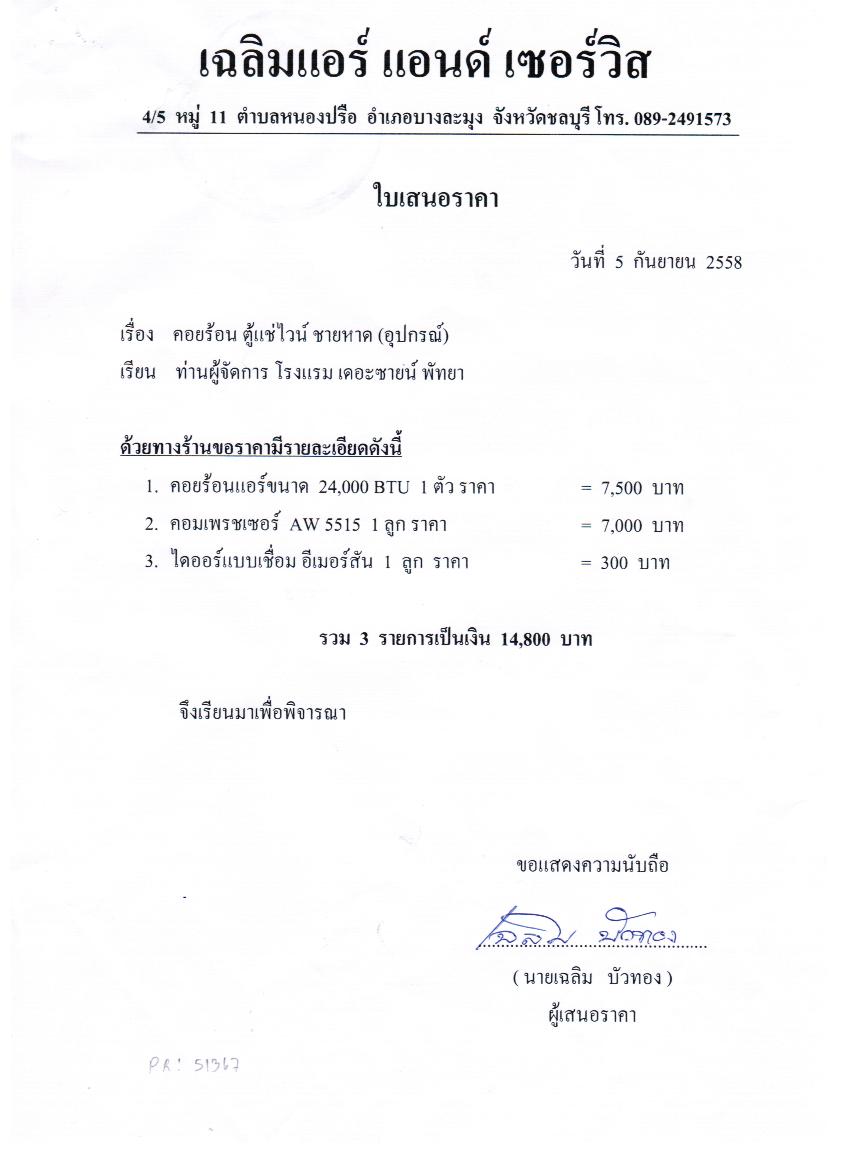 เฉลิมแอร์ แอนด์ เซอร์วิส
4/5 หมู่ 11 ตำบลหนองปรือ อำเภอบางละมุง จังหวัดชลบุรี โทร. 089-2491573
ใบเสนอราคา
วันที่ 5 กันยายน 2558
เรื่อง คอยร้อน ตู้แช่ไวน์ ชายหาด (อุปกรณ์)
เรียน ท่านผู้จัดการ โรงแรม เดอะซายน์ พัทยา
ด้วยทางร้านขอราคามีรายละเอียดดังนี้
1. คอยร้อนแอร์ขนาด 24,000 BTU 1 ตัว ราคา = 7,500 บาท
2. คอมเพรชเซอร์ AW 5515 1 ลูก ราคา = 7,000 บาท
3. ไดออร์แบบเชื่อม อีเมอร์สัน 1 ลูก ราคา = 300 บาท
รวม 3 รายการเป็นเงิน 14,800 บาท
จึงเรียนมาเพื่อพิจารณา
ขอแสดงความนับถือ
เฉลิม บัวทอง
( นายเฉลิม บัวทอง )
ผู้เสนอราคา
PR: 51367